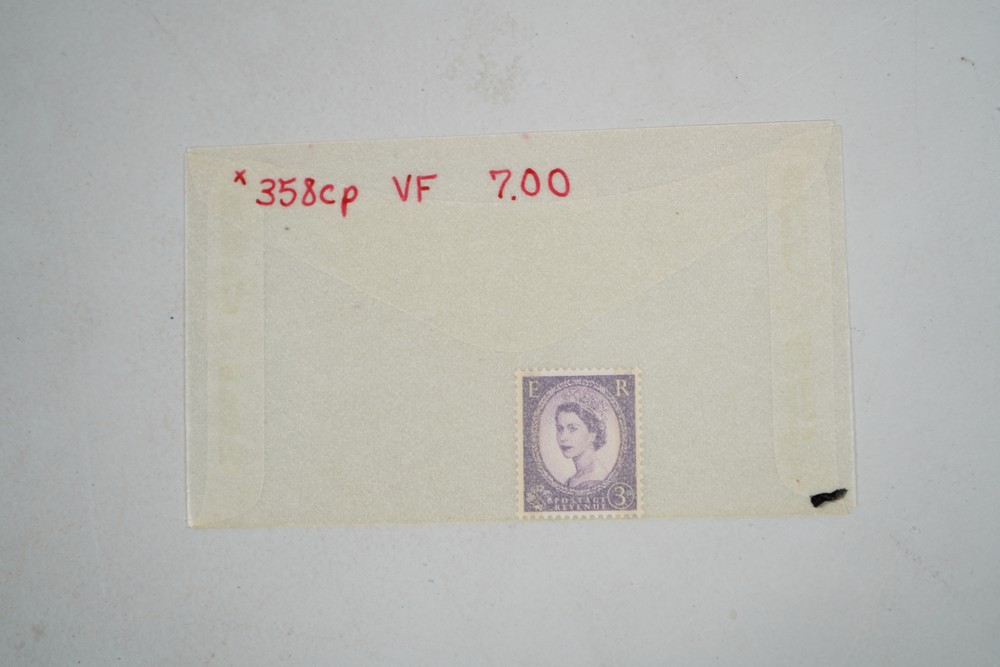 x 358cp VF 7.00
E R
3D
POSTAGE
REVENUE